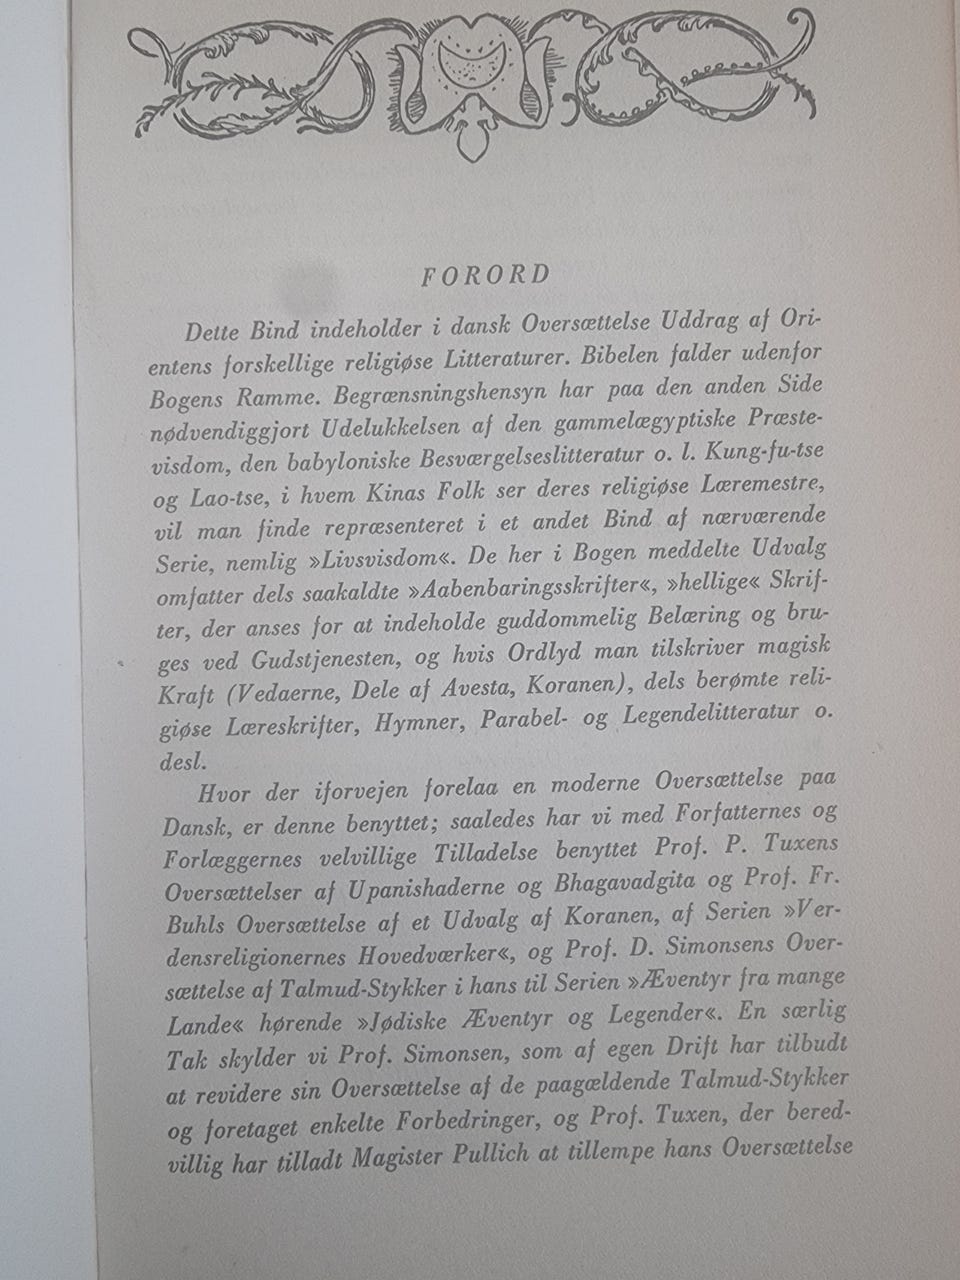 FORORD
Dette Bind indeholder i dansk Oversættelse Uddrag af Ori-
entens forskellige religiøse Litteraturer. Bibelen falder udenfor
Bogens Ramme. Begrænsningshensyn har paa den anden Side
nødvendiggjort Udelukkelsen af den gammelægyptiske Præste-
visdom, den babyloniske Besværgelseslitteratur o. l. Kung-fu-tse
og Lao-tse, i hvem Kinas Folk ser deres religiøse Læremestre,
vil man finde repræsenteret i et andet Bind af nærværende
Serie, nemlig »Livsvisdom«. De her i Bogen meddelte Udvalg
omfatter dels saakaldte »Aabenbaringsskrifter«, »hellige« Skrif-
ter, der anses for at indeholde guddommelig Belæring og bru-
ges ved Gudstjenesten, og hvis Ordlyd man tilskriver magisk
Kraft (Vedaerne, Dele af Avesta, Koranen), dels berømte reli-
giøse Læreskrifter, Hymner, Parabel- og Legendelitteratur o.
desl.
Hvor der iforvejen forelaa en moderne Oversættelse paa
Dansk, er denne benyttet; saaledes har vi med Forfatternes og
Forlæggernes velvillige Tilladelse benyttet Prof. P. Tuxens
Oversættelser af Upanishaderne og Bhagavadgita og Prof. Fr.
Buhls Oversættelse af et Udvalg af Koranen, af Serien »Ver-
densreligionernes Hovedværker«, og Prof. D. Simonsens Over-
sættelse af Talmud-Stykker i hans til Serien »Æventyr fra mange
Lande« hørende »Jødiske Æventyr og Legender«. En særlig
Tak skylder vi Prof. Simonsen, som af egen Drift har tilbudt
at revidere sin Oversættelse af de paagældende Talmud-Stykker
og foretaget enkelte Forbedringer, og Prof. Tuxen, der bered-
villig har tilladt Magister Pullich at tillempe hans Oversættelse